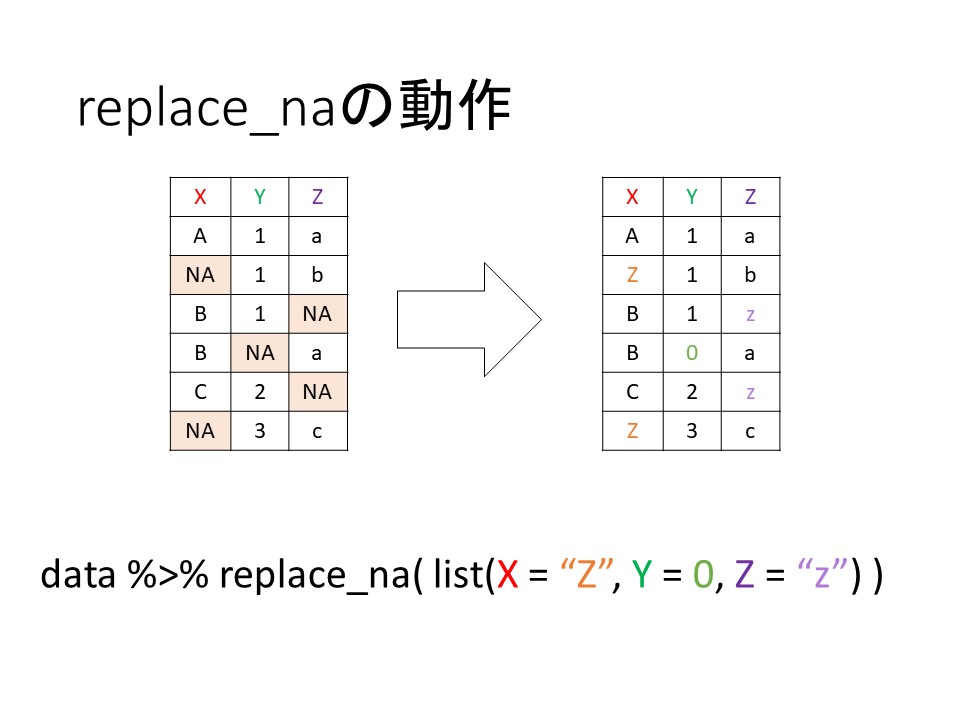 replace_naの動作
X Y Z X Y Z
A 1 a A 1 a
NA 1 b Z 1 b
B 1 NA B 1 z
B NA a B 0 a
C 2 NA C 2 z
NA 3 c Z 3 c
data %>% replace_na( list(X = “Z”, Y = 0, Z = “z”) )